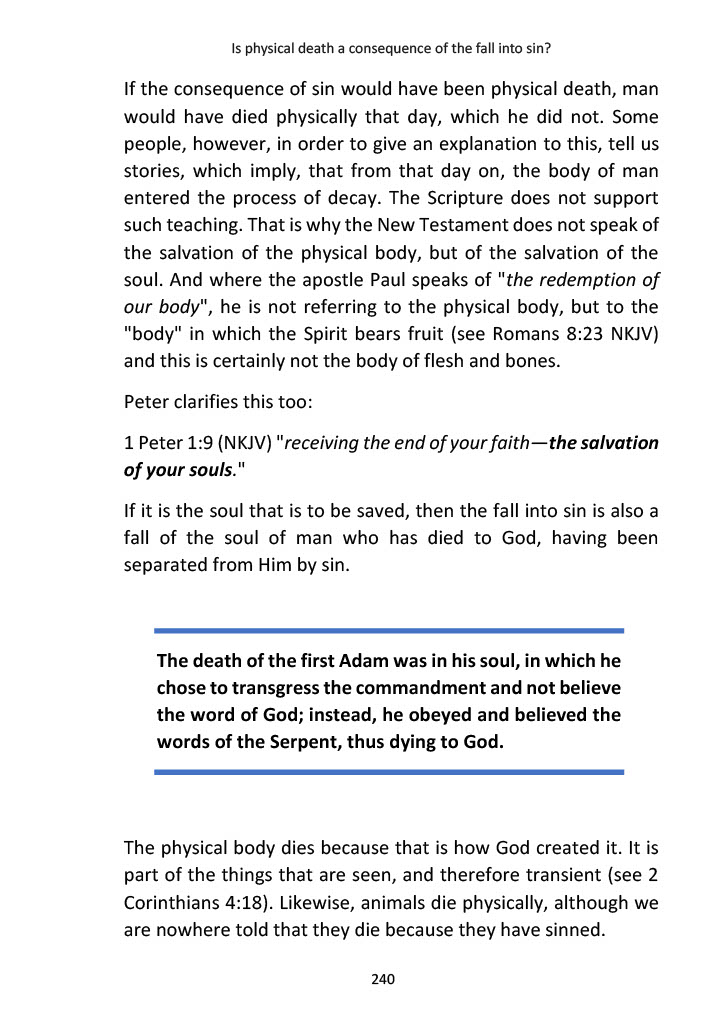 Is physical death a consequence of the fall into sin?
If the consequence of sin would have been physical death, man
would have died physically that day, which he did not. Some
people, however, in order to give an explanation to this, tell us
stories, which imply, that from that day on, the body of man
entered the process of decay. The Scripture does not support
such teaching. That is why the New Testament does not speak of
the salvation of the physical body, but of the salvation of the
soul. And where the apostle Paul speaks of "the redemption of
our body", he is not referring to the physical body, but to the
"body" in which the Spirit bears fruit (see Romans 8:23 NKJV)
and this is certainly not the body of flesh and bones.
Peter clarifies this too:
1 Peter 1:9 (NKJV) "receiving the end of your faith—the salvation
of your souls."
If it is the soul that is to be saved, then the fall into sin is also a
fall of the soul of man who has died to God, having been
separated from Him by sin.
The death of the first Adam was in his soul, in which he
chose to transgress the commandment and not believe
the word of God; instead, he obeyed and believed the
words of the Serpent, thus dying to God.
The physical body dies because that is how God created it. It is
part of the things that are seen, and therefore transient (see 2
Corinthians 4:18). Likewise, animals die physically, although we
are nowhere told that they die because they have sinned.
240